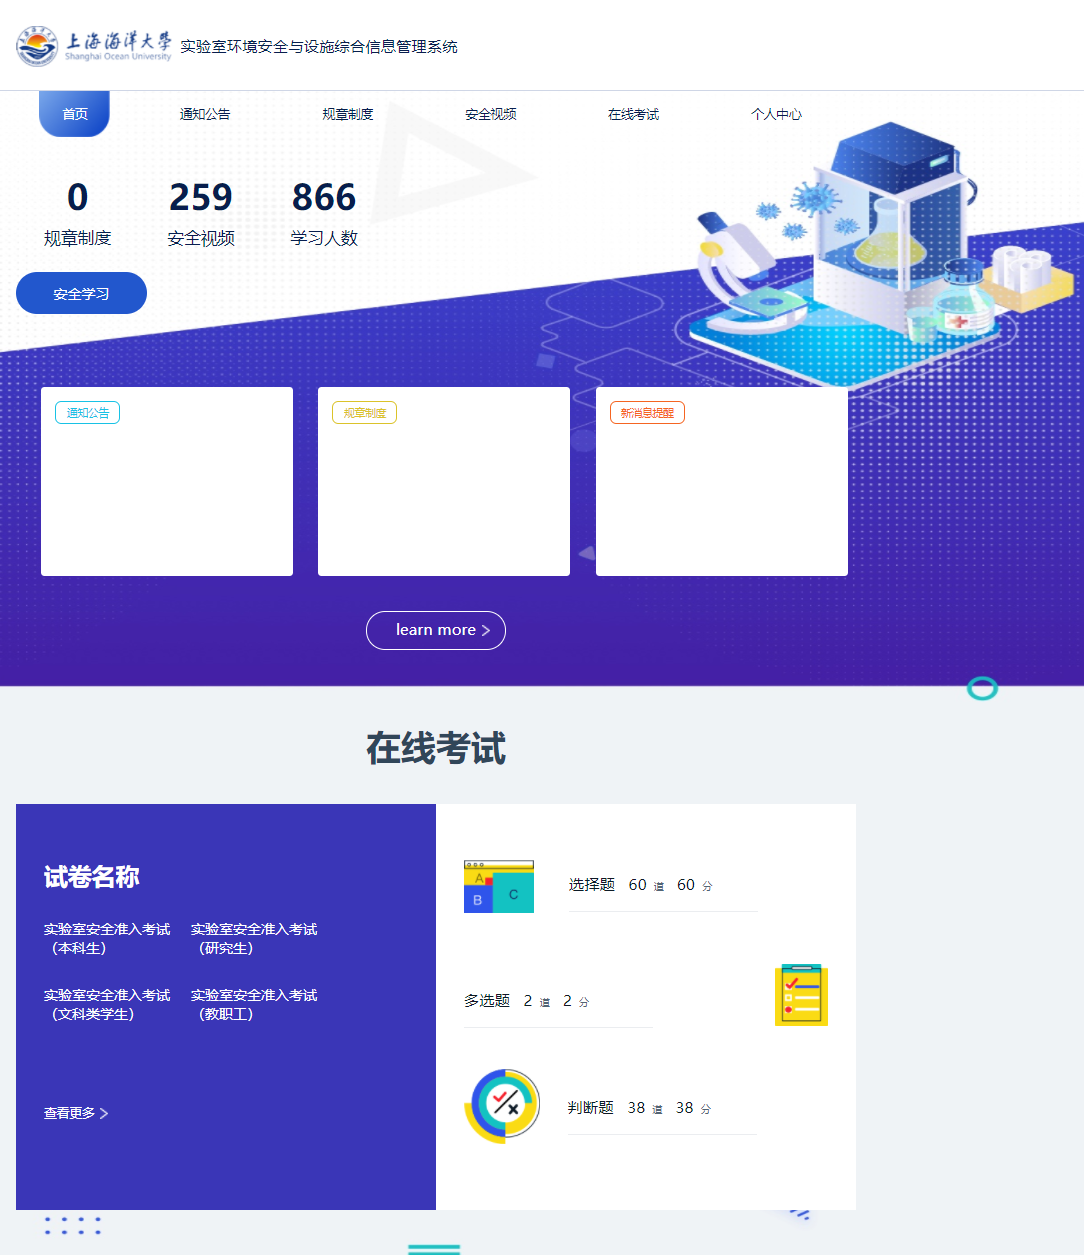 上海海洋大学
Shanghai Ocean University
实验室环境安全与设施综合信息管理系统
首页 通知公告 规章制度 安全视频 在线考试 个人中心
0 259 866
规章制度 安全视频 学习人数
安全学习
通知公告 规章制度 新消息提醒
learn more
在线考试
试卷名称
实验室安全准入考试 实验室安全准入考试
（本科生） （研究生）
实验室安全准入考试 实验室安全准入考试
（文科类学生） （教职工）
查看更多
A
B
C
选择题 60 道 60 分
多选题 2 道 2 分
判断题 38 道 38 分